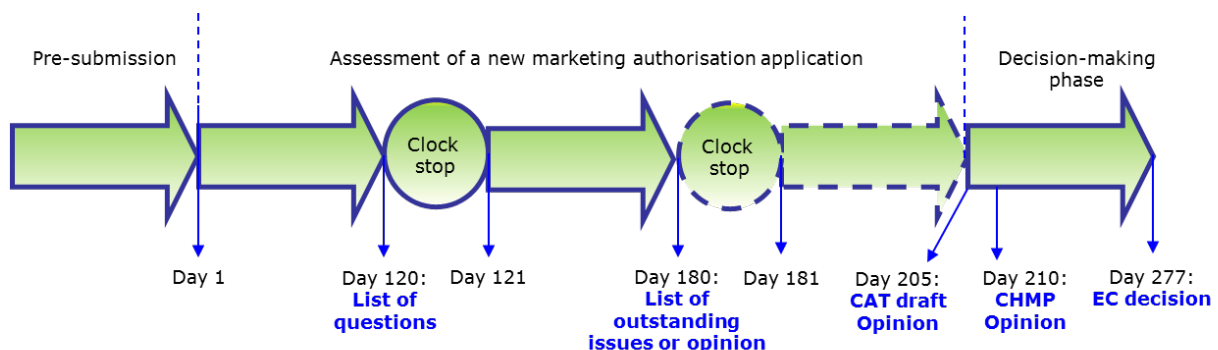 Pre-submission
Assessment of a new marketing authorisation application
Decision-making
phase
Clock
stop
Clock
stop
Day 1
Day 120:
List of
questions
Day 121
Day 180:
List of
outstanding
issues or opinion
Day 181
Day 205:
CAT draft
Opinion
Day 210:
CHMP
Opinion
Day 277:
EC decision